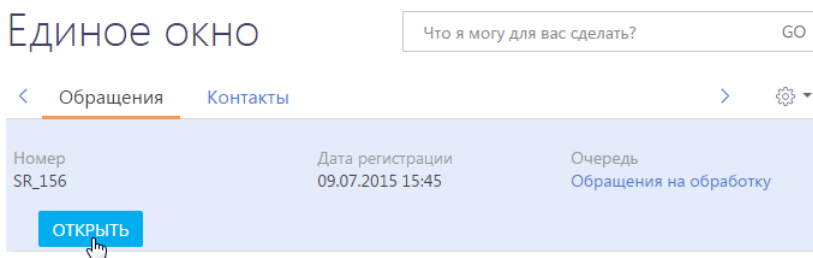 Единое окно
Что я могу для вас сделать? GO
Обращения Контакты
Номер Дата регистрации Очередь
SR_156 09.07.2015 15:45 Обращения на обработку
ОТКРЫТЬ